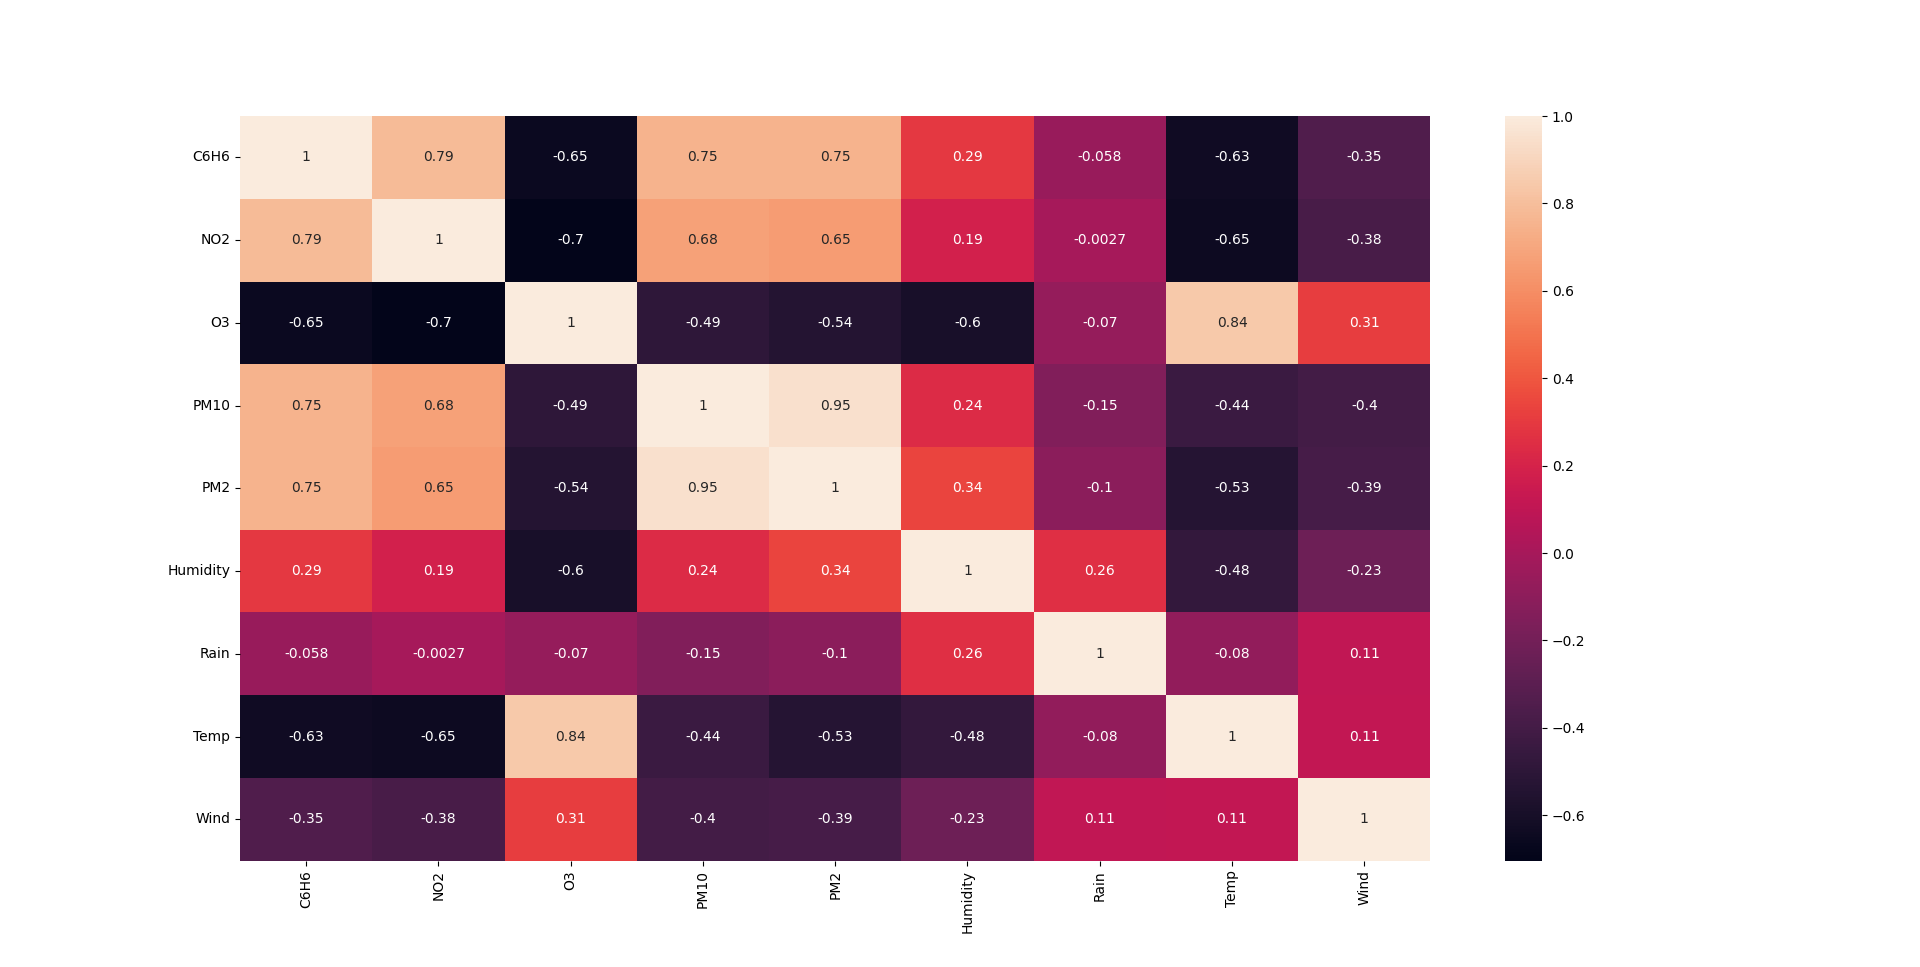 C6H6 1 0.79 -0.65 0.75 0.75 0.29 -0.058 -0.63 -0.35
NO2 0.79 1 -0.7 0.68 0.65 0.19 -0.0027 -0.65 -0.38
O3 -0.65 -0.7 1 -0.49 -0.54 -0.6 -0.07 0.84 0.31
PM10 0.75 0.68 -0.49 1 0.95 0.24 -0.15 -0.44 -0.4
PM2 0.75 0.65 -0.54 0.95 1 0.34 -0.1 -0.53 -0.39
Humidity 0.29 0.19 -0.6 0.24 0.34 1 0.26 -0.48 -0.23
Rain -0.058 -0.0027 -0.07 -0.15 -0.1 0.26 1 -0.08 0.11
Temp -0.63 -0.65 0.84 -0.44 -0.53 -0.48 -0.08 1 0.11
Wind -0.35 -0.38 0.31 -0.4 -0.39 -0.23 0.11 0.11 1
C6H6 NO2 O3 PM10 PM2 Humidity Rain Temp Wind
1.0
0.8
0.6
0.4
0.2
0.0
−0.2
−0.4
−0.6